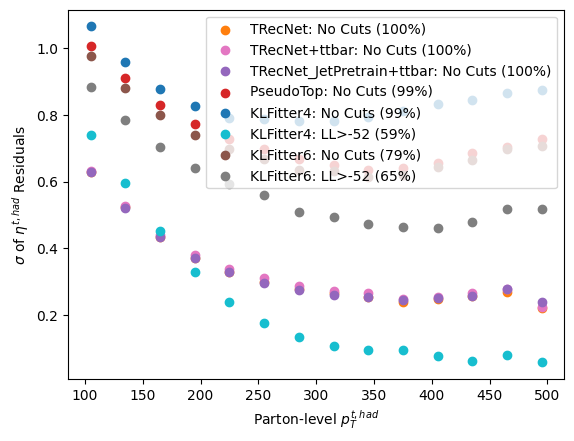 TRecNet: No Cuts (100%)
TRecNet+ttbar: No Cuts (100%)
TRecNet_JetPretrain+ttbar: No Cuts (100%)
PseudoTop: No Cuts (99%)
KLFitter4: No Cuts (99%)
KLFitter4: LL>-52 (59%)
KLFitter6: No Cuts (79%)
KLFitter6: LL>-52 (65%)
σ of η^{t,had} Residuals
1.0
0.8
0.6
0.4
0.2
100 150 200 250 300 350 400 450 500
Parton-level p_T^{t,had}